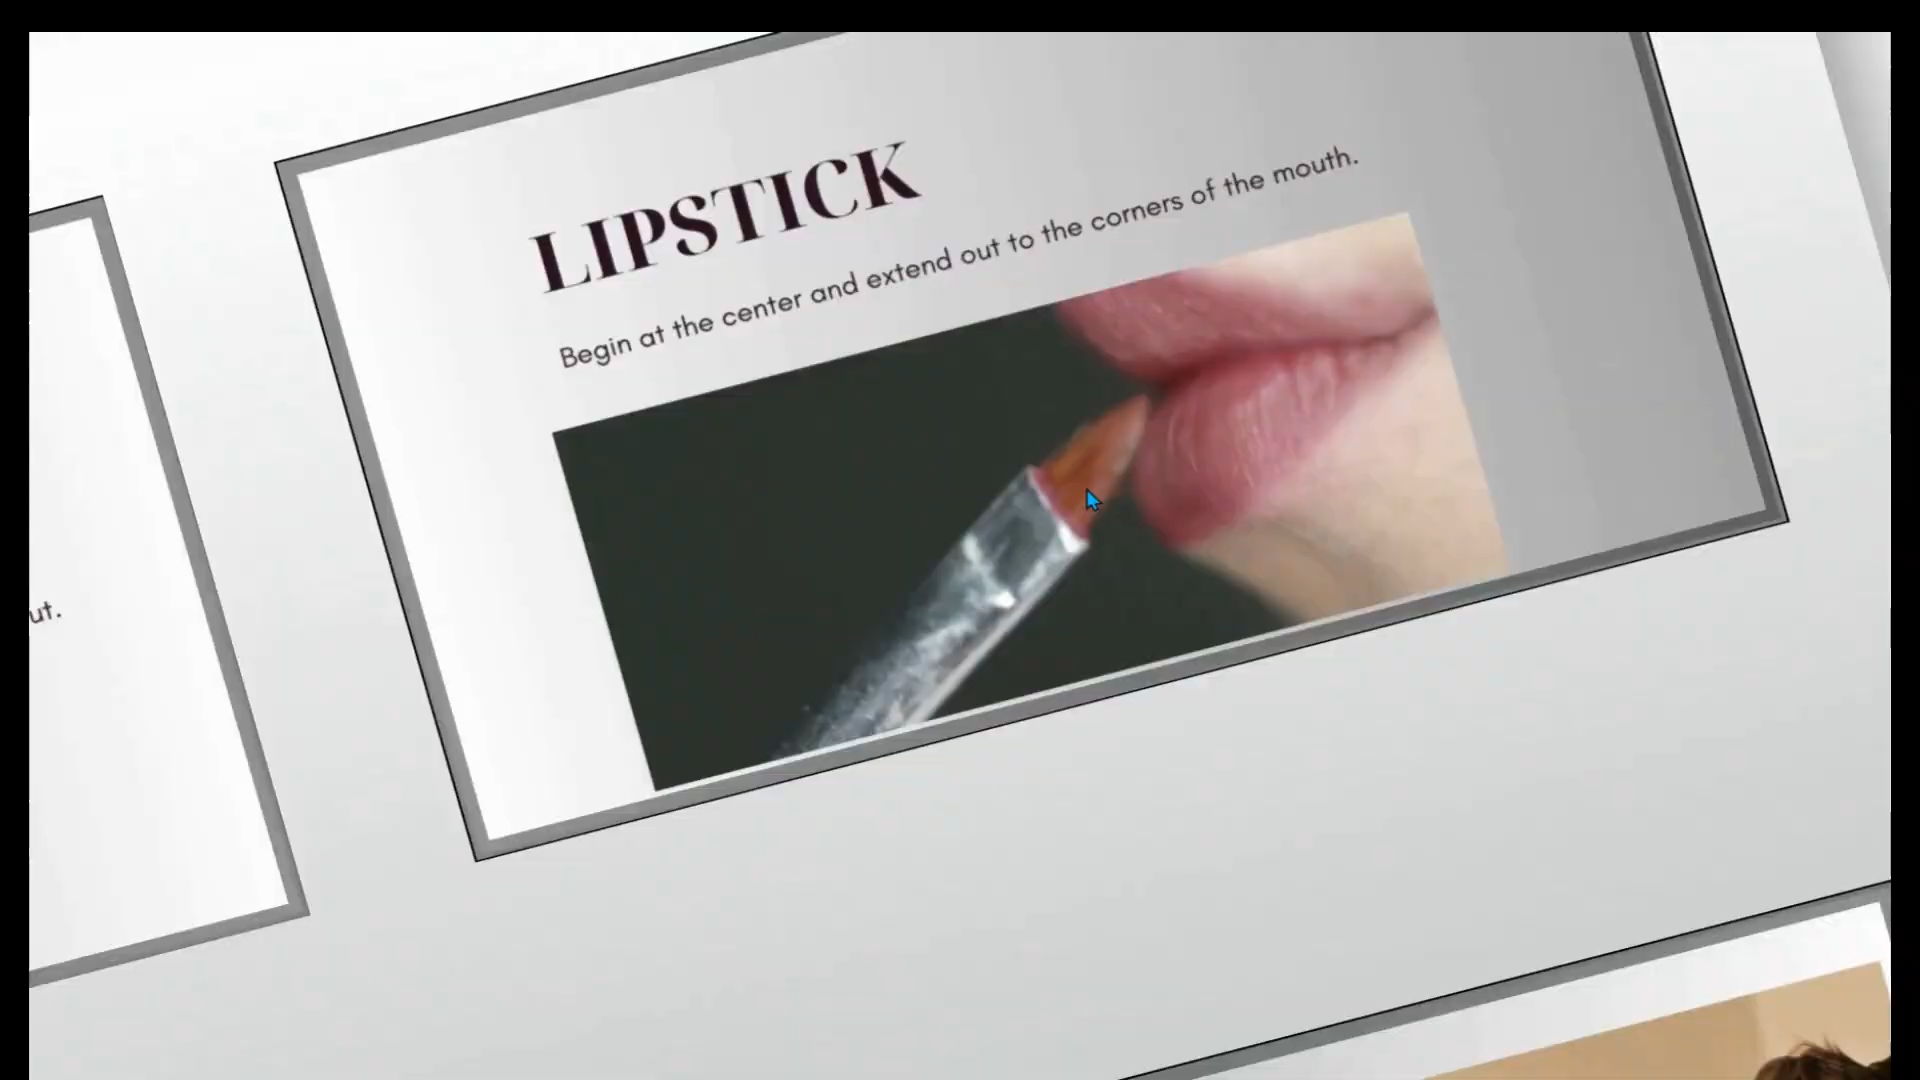 LIPSTICK
Begin at the center and extend out to the corners of the mouth.
ut.